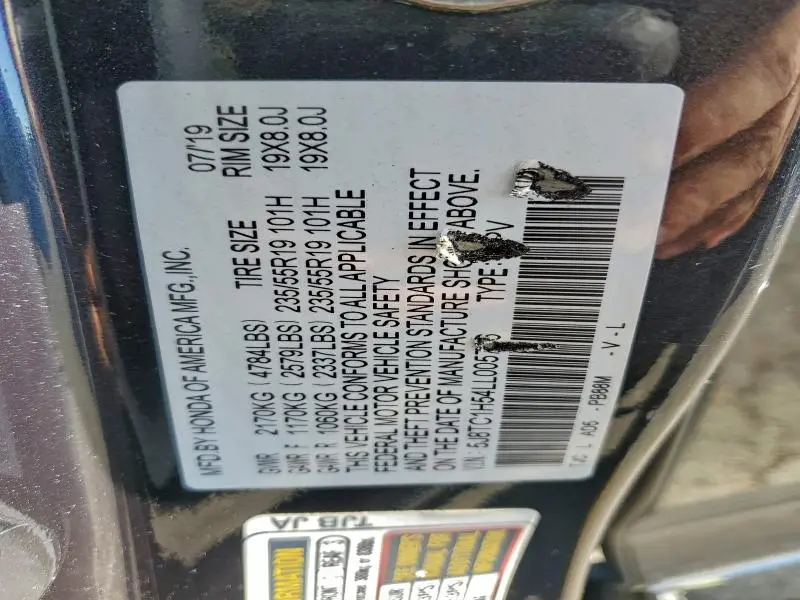 MFD BY HONDA OF AMERICA MFG., INC. 07/19
TIRE SIZE RIM SIZE
GVWR 2170KG ( 4784LBS)
GAWR F 1170KG ( 2579LBS) 235/55R19 101H 19X8.0J
GAWR R 1060KG ( 2337LBS) 235/55R19 101H 19X8.0J
THIS VEHICLE CONFORMS TO ALL APPLICABLE
FEDERAL MOTOR VEHICLE SAFETY
AND THEFT PREVENTION STANDARDS IN EFFECT
ON THE DATE OF MANUFACTURE ABOVE.
TYPE:
T/C L A06 -PB88M -V-L
TJB JA